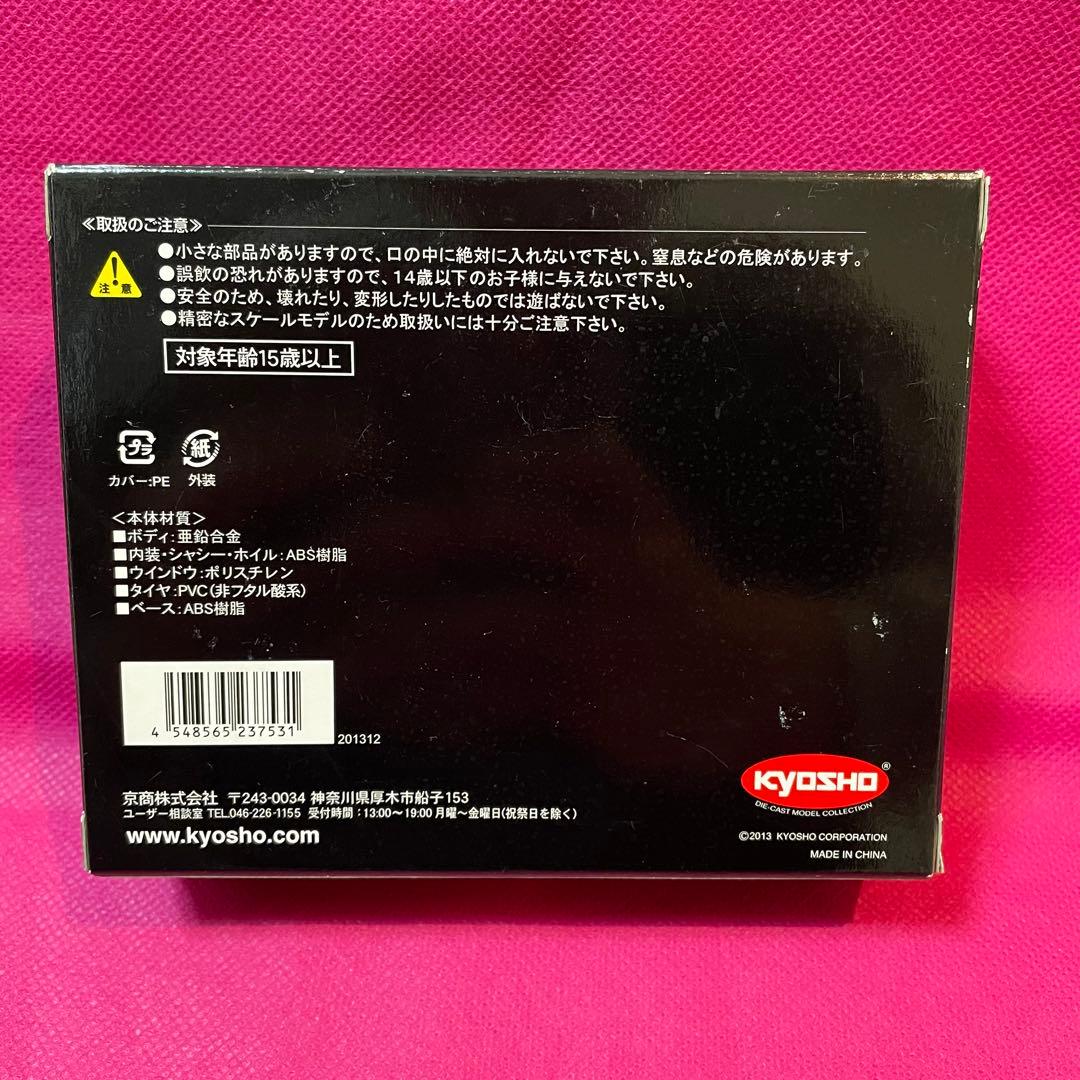 ≪取扱のご注意≫
注意
●小さな部品がありますので、口の中に絶対に入れないで下さい。窒息などの危険があります。
●誤飲の恐れがありますので、14歳以下のお子様に与えないで下さい。
●安全のため、壊れたり、変形したりしたものでは遊ばないで下さい。
●精密なスケールモデルのため取扱いには十分ご注意下さい。
対象年齢15歳以上
プラ 紙
カバー:PE 外装
＜本体材質＞
■ボディ:亜鉛合金
■内装・シャシー・ホイル:ABS樹脂
■ウインドウ:ポリスチレン
■タイヤ:PVC(非フタル酸系)
■ベース:ABS樹脂
4 548565 237531
201312
京商株式会社 〒243-0034 神奈川県厚木市船子153
ユーザー相談室 TEL.046-226-1155 受付時間:13:00〜19:00 月曜〜金曜日(祝祭日を除く)
www.kyosho.com
KYOSHO®
DIE-CAST MODEL COLLECTION
©2013 KYOSHO CORPORATION
MADE IN CHINA